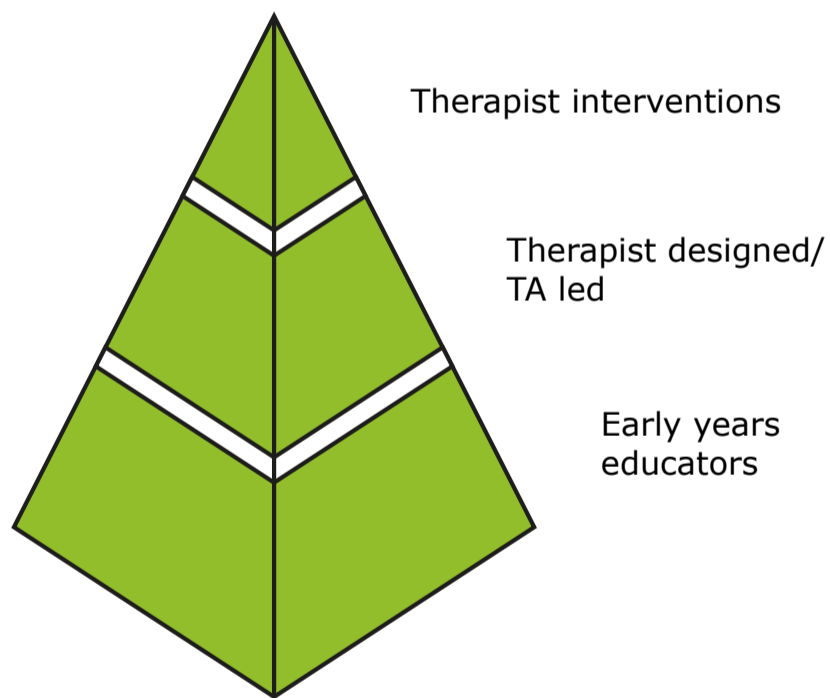 Therapist interventions
Therapist designed/
TA led
Early years
educators